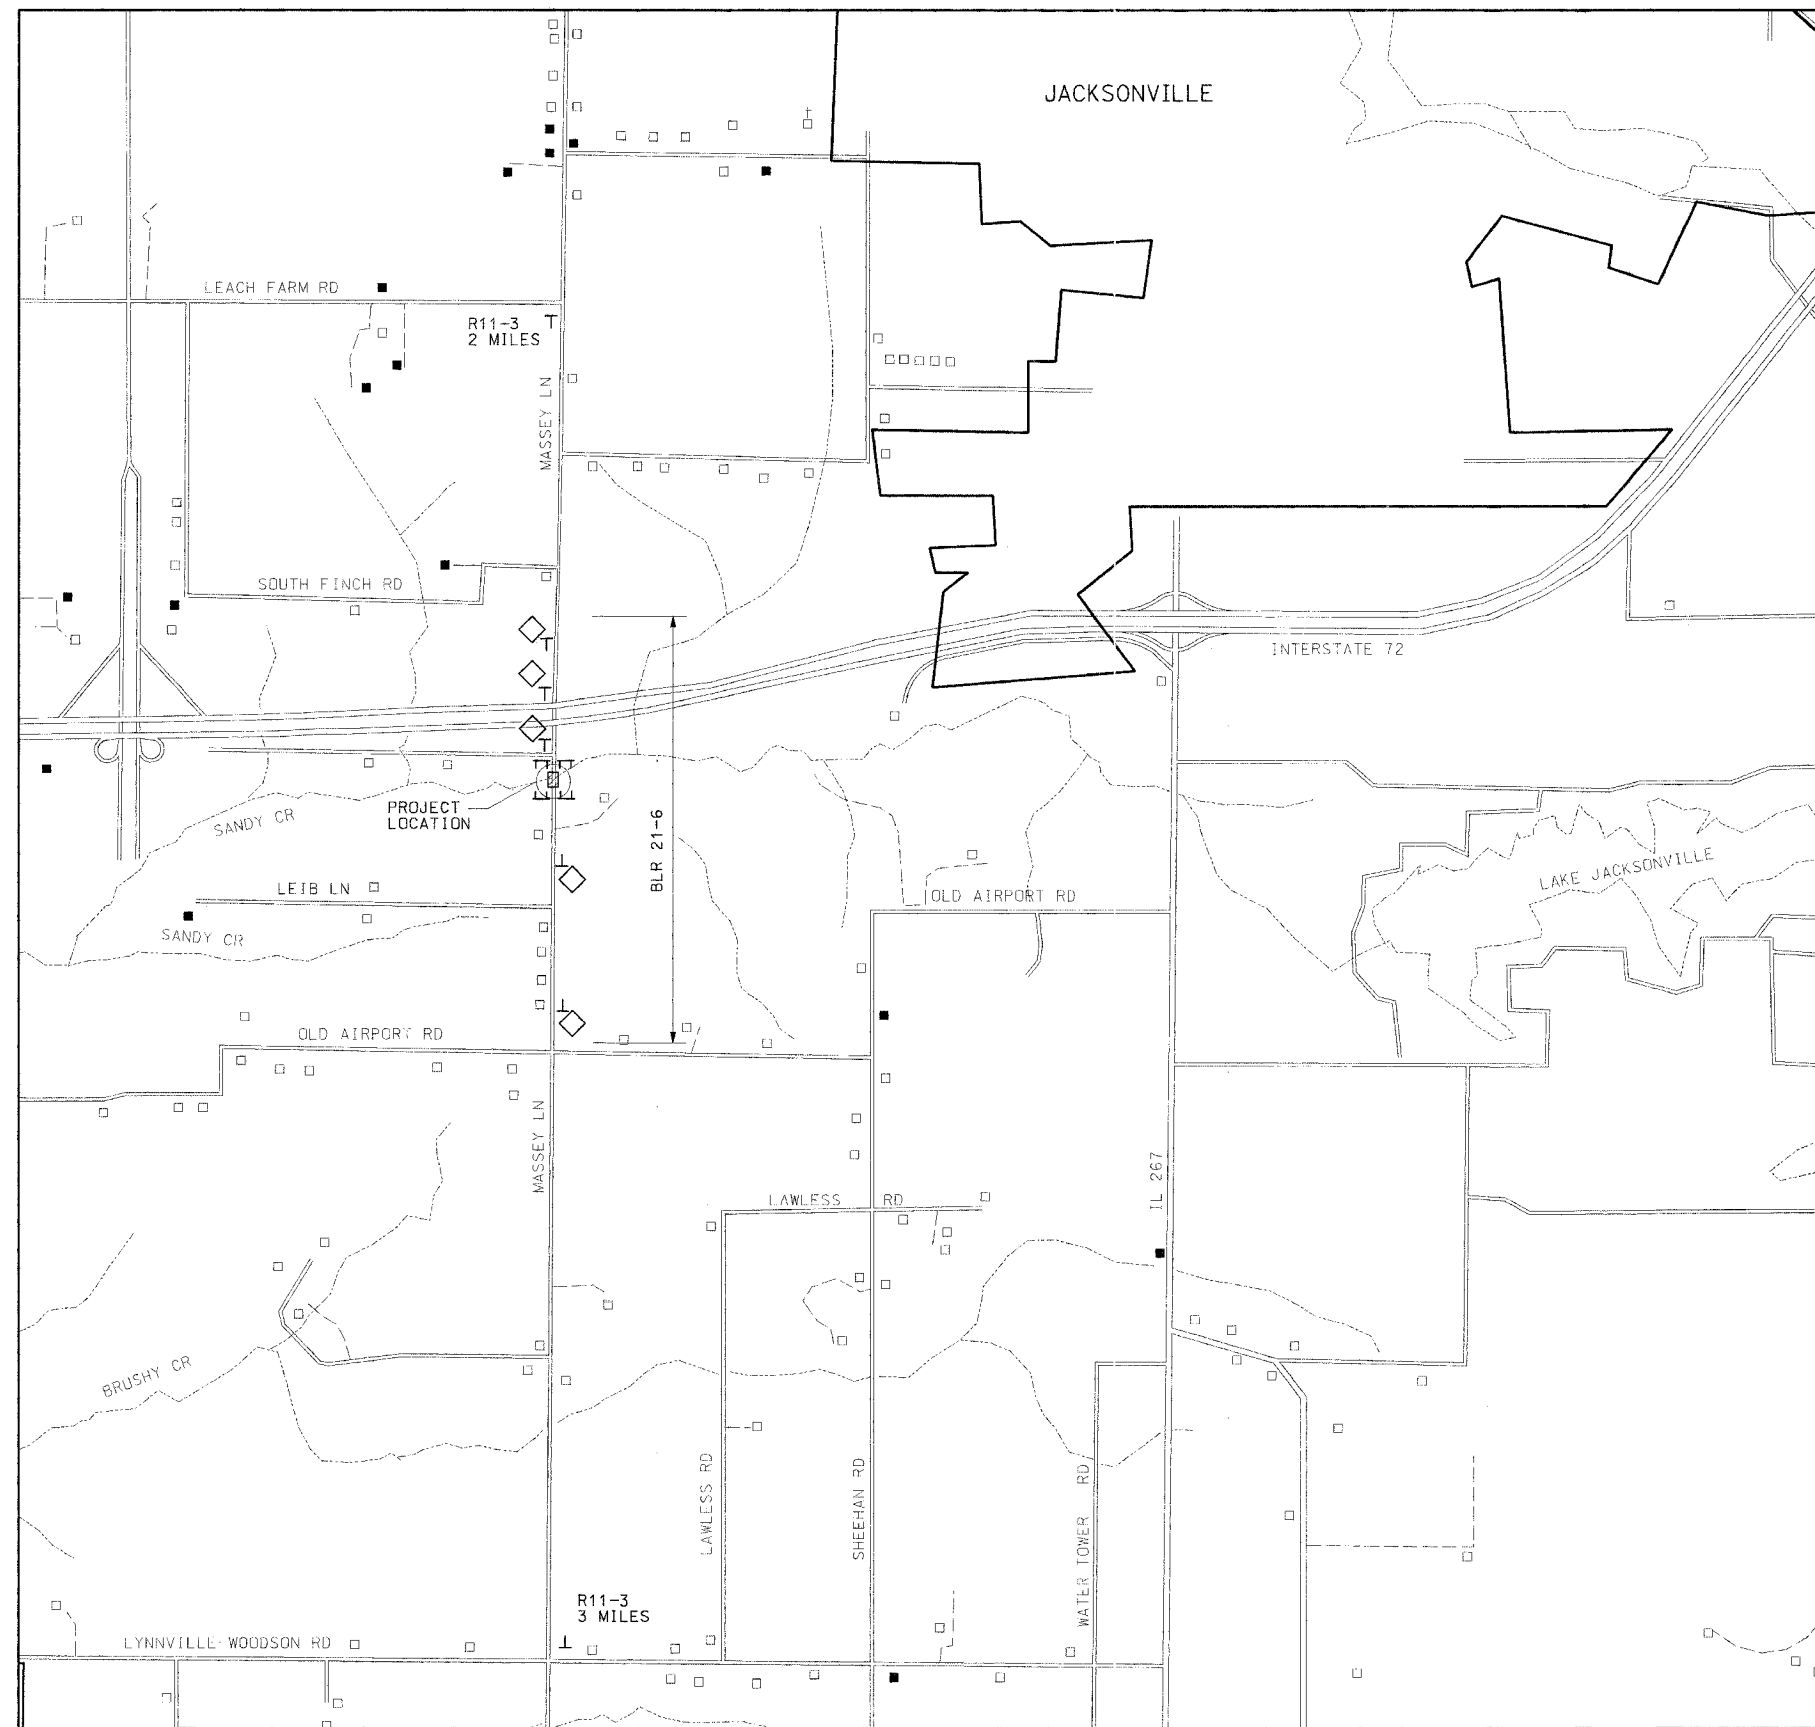 JACKSONVILLE
LEACH FARM RD
R11-3
2 MILES
MASSEY LN
SOUTH FINCH RD
INTERSTATE 72
PROJECT
LOCATION
SANDY CR
BLR 21-6
LAKE JACKSONVILLE
LEIB LN
OLD AIRPORT RD
SANDY CR
OLD AIRPORT RD
MASSEY LN
IL 267
LAWLESS RD
BRUSHY CR
LAWLESS RD
SHEEHAN RD
WATER TOWER RD
R11-3
3 MILES
LYNNVILLE-WOODSON RD